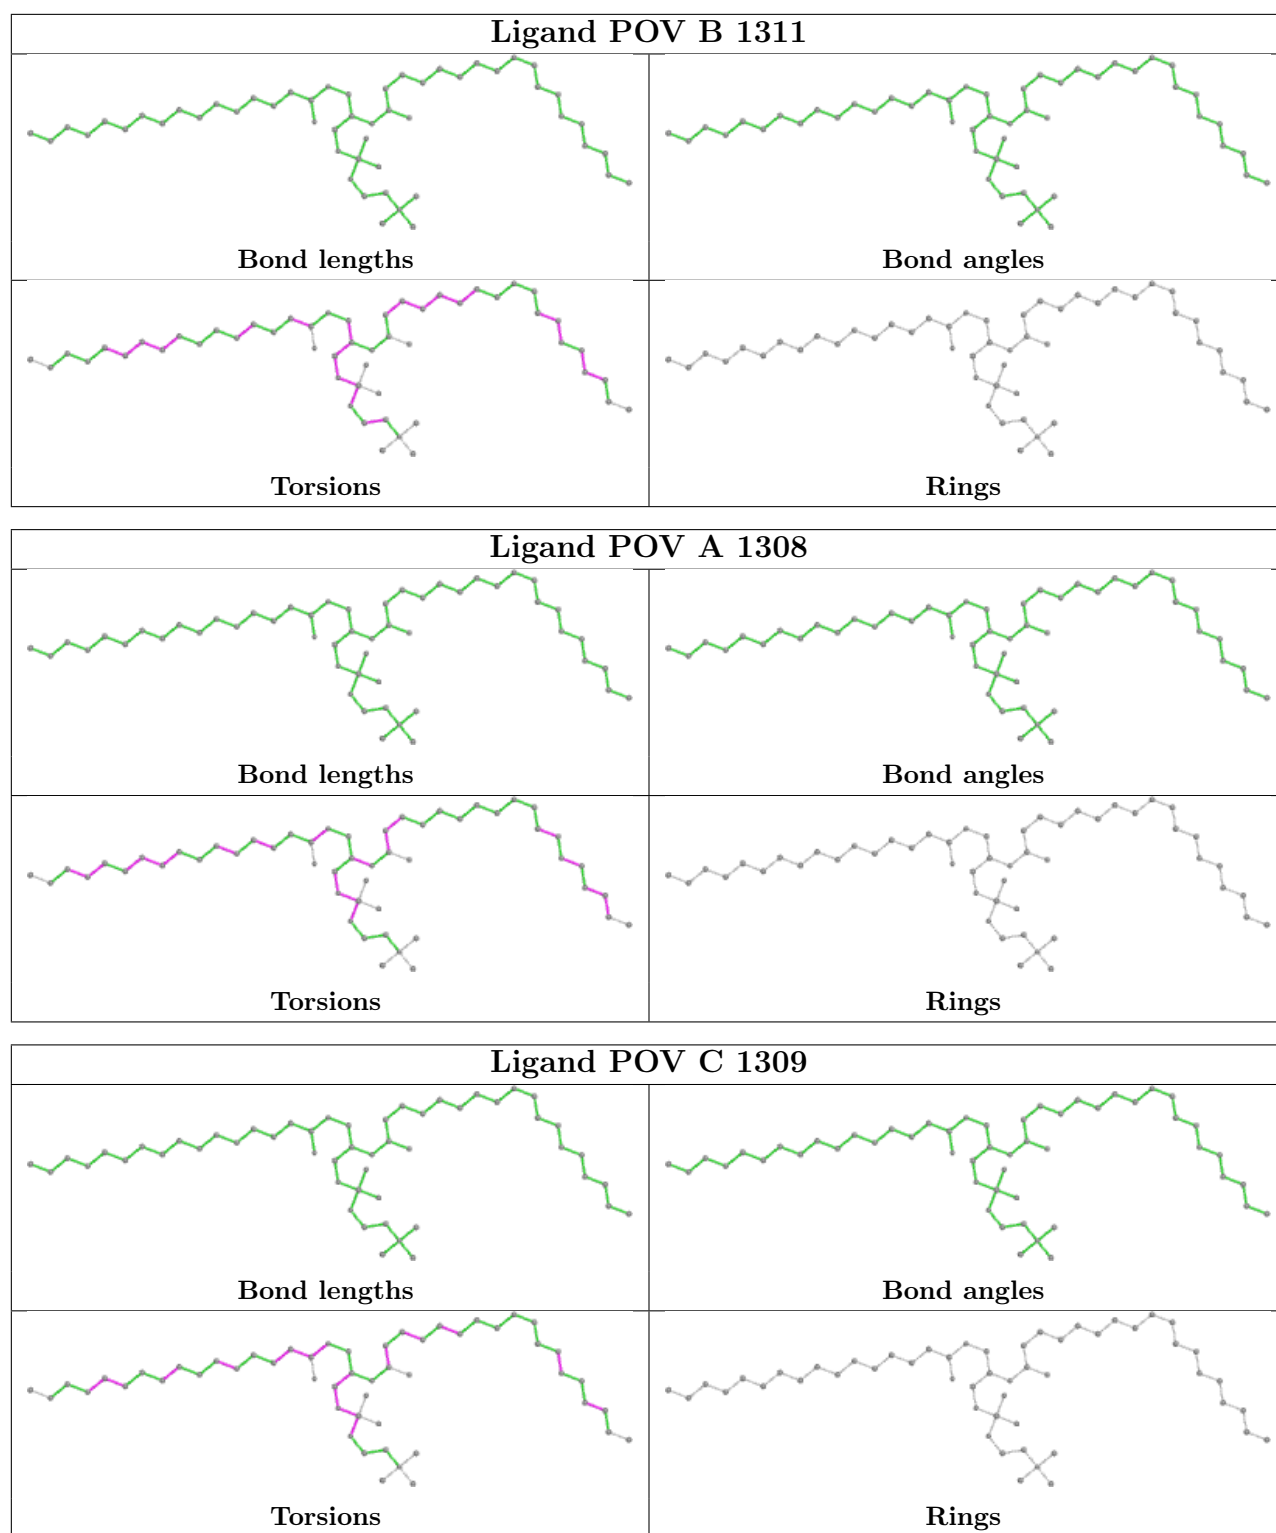 Ligand POV B 1311
Bond lengths
Bond angles
Torsions
Rings
Ligand POV A 1308
Bond lengths
Bond angles
Torsions
Rings
Ligand POV C 1309
Bond lengths
Bond angles
Torsions
Rings